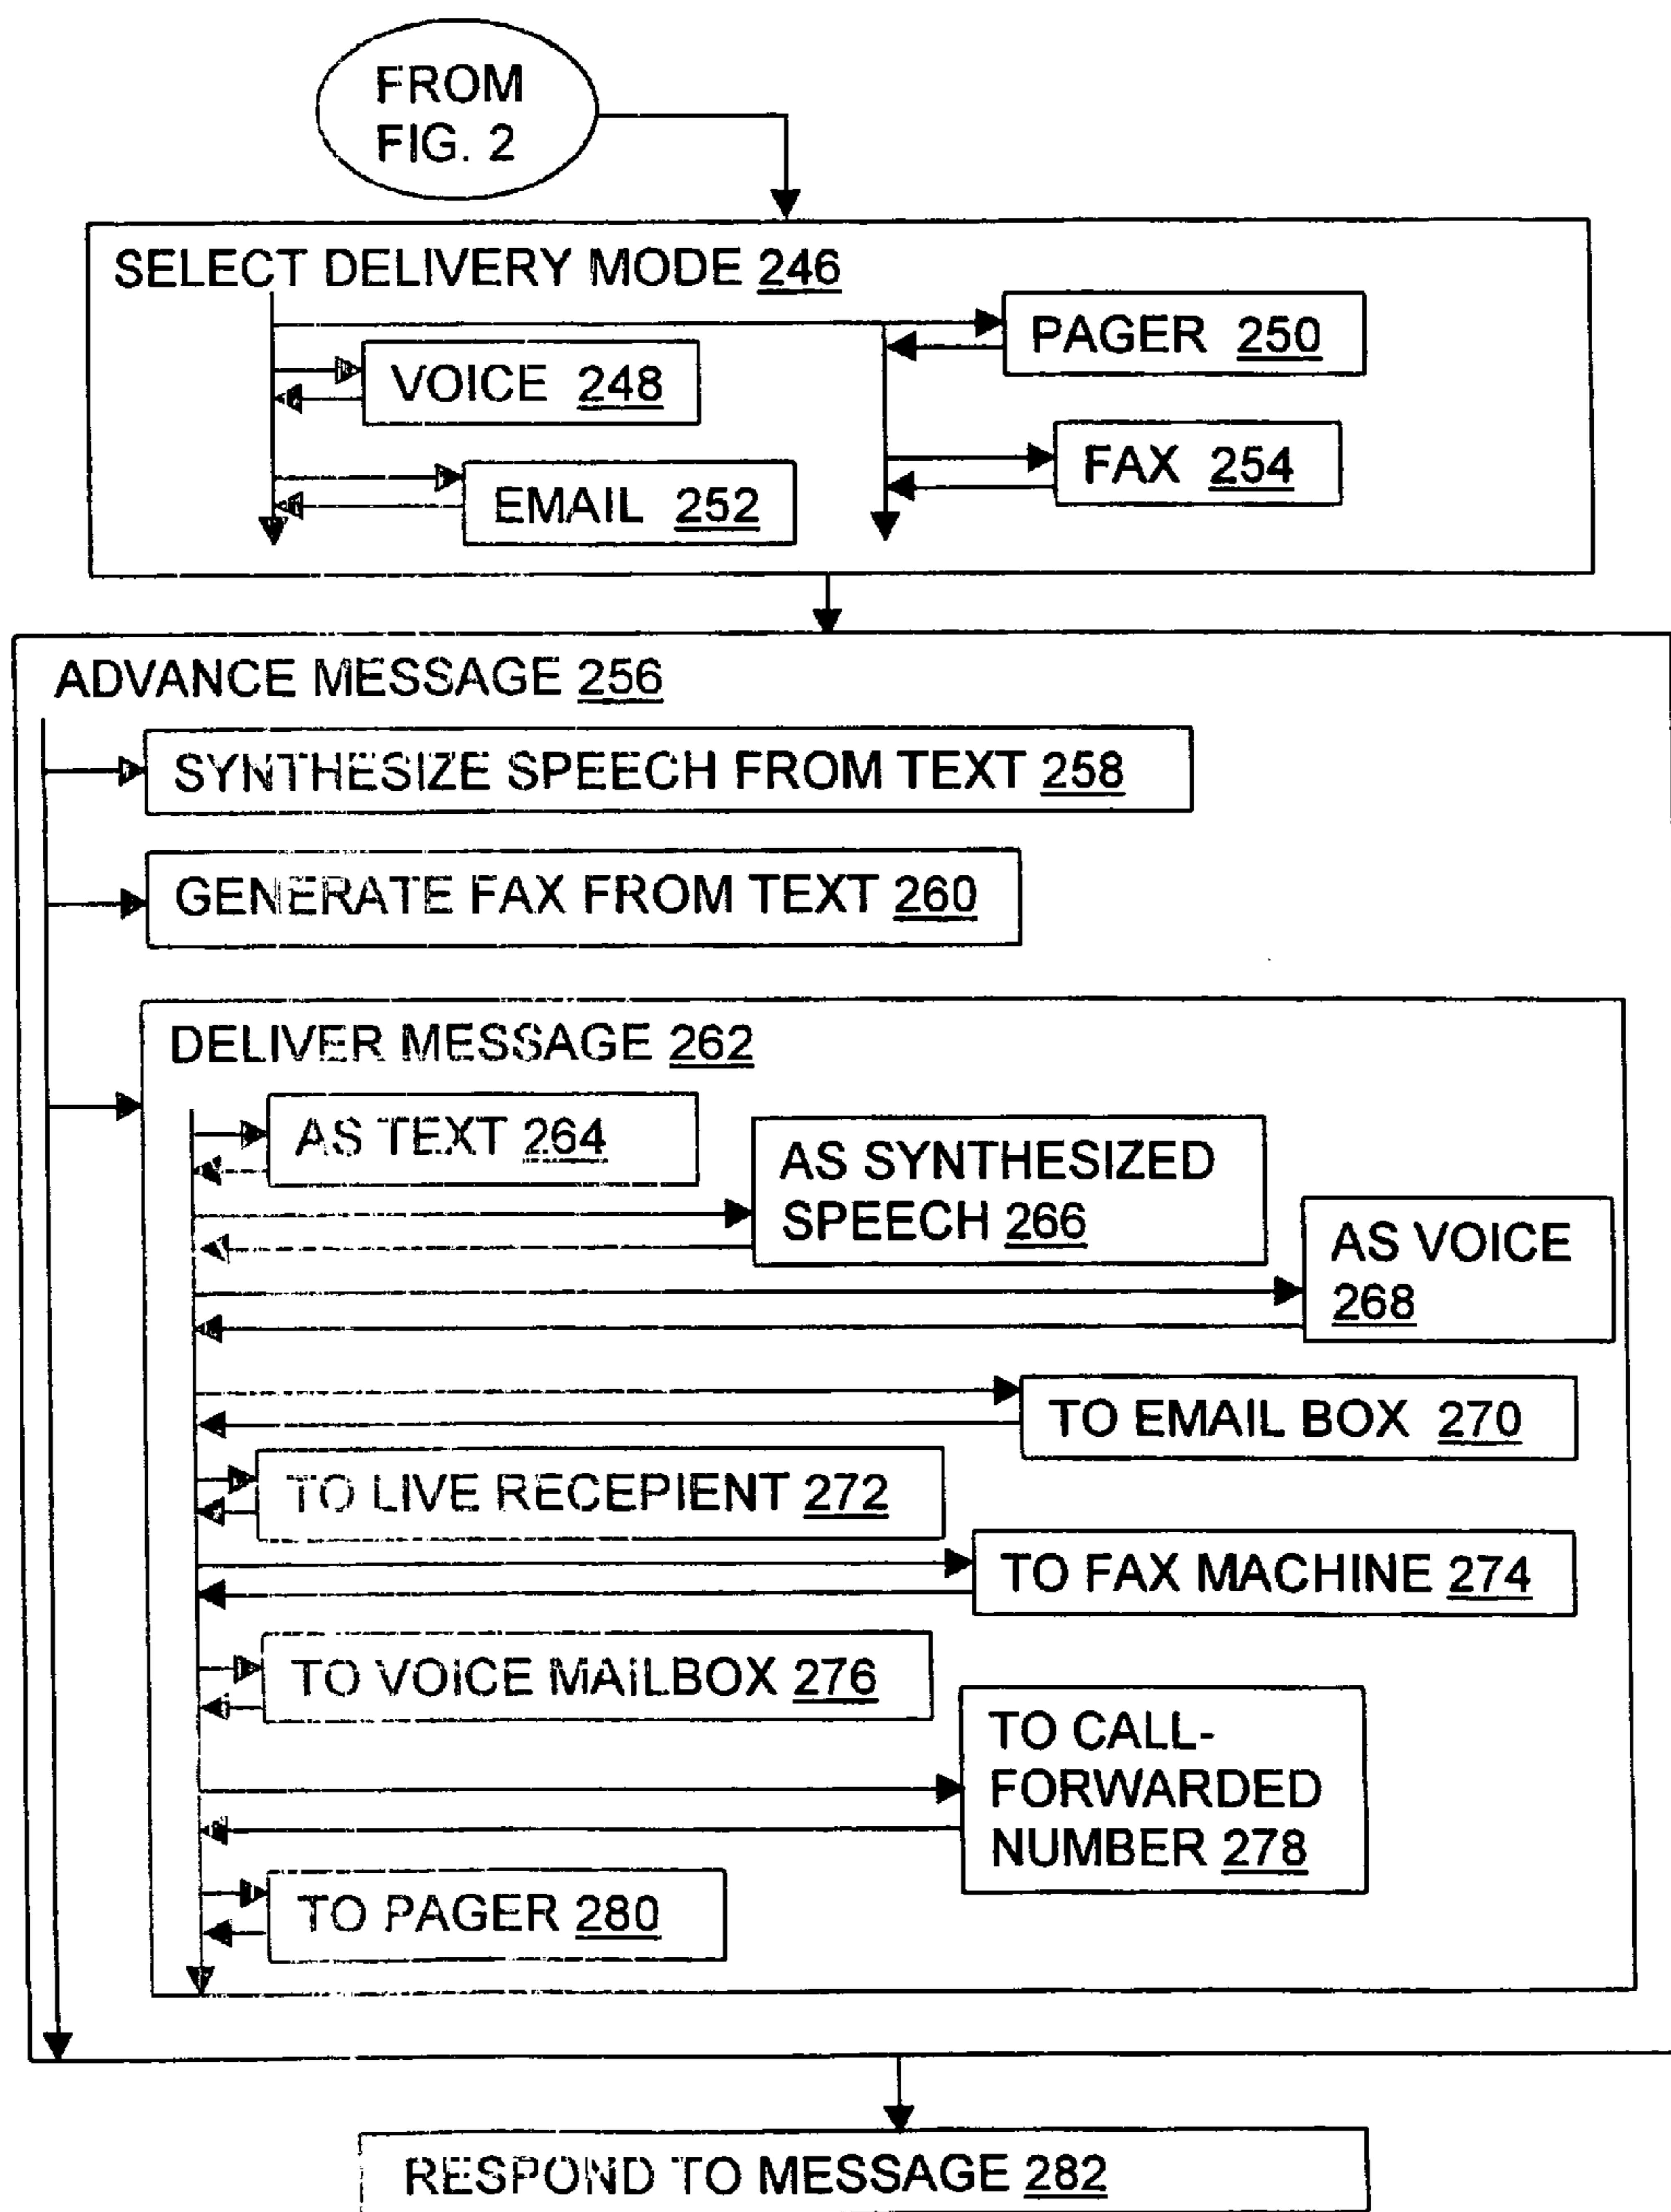 FROM
FIG. 2
SELECT DELIVERY MODE 246
PAGER 250
VOICE 248
FAX 254
EMAIL 252
ADVANCE MESSAGE 256
SYNTHESIZE SPEECH FROM TEXT 258
GENERATE FAX FROM TEXT 260
DELIVER MESSAGE 262
AS TEXT 264
AS SYNTHESIZED
SPEECH 266
AS VOICE
268
TO EMAIL BOX 270
TO LIVE RECEPIENT 272
TO FAX MACHINE 274
TO VOICE MAILBOX 276
TO CALL-
FORWARDED
NUMBER 278
TO PAGER 280
RESPOND TO MESSAGE 282